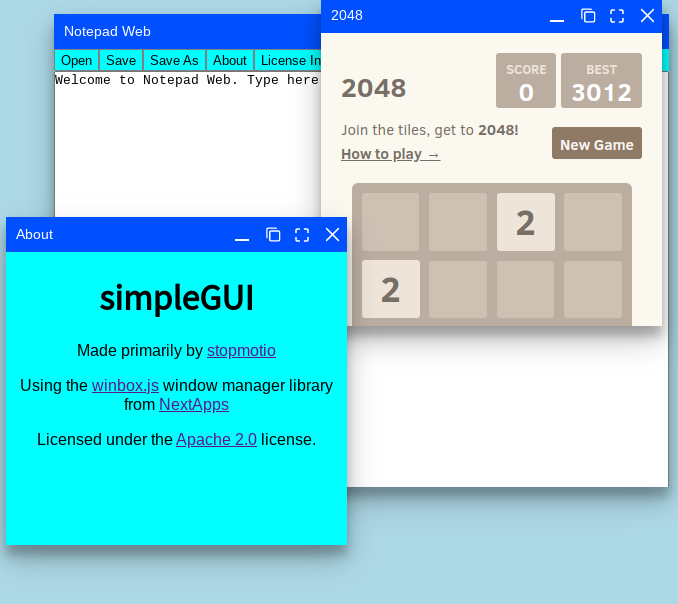 2048
Notepad Web
Open Save Save As About License In
Welcome to Notepad Web. Type here
2048
SCORE
0
BEST
3012
Join the tiles, get to 2048!
How to play →
New Game
2
2
About
simpleGUI
Made primarily by stopmotio
Using the winbox.js window manager library
from NextApps
Licensed under the Apache 2.0 license.